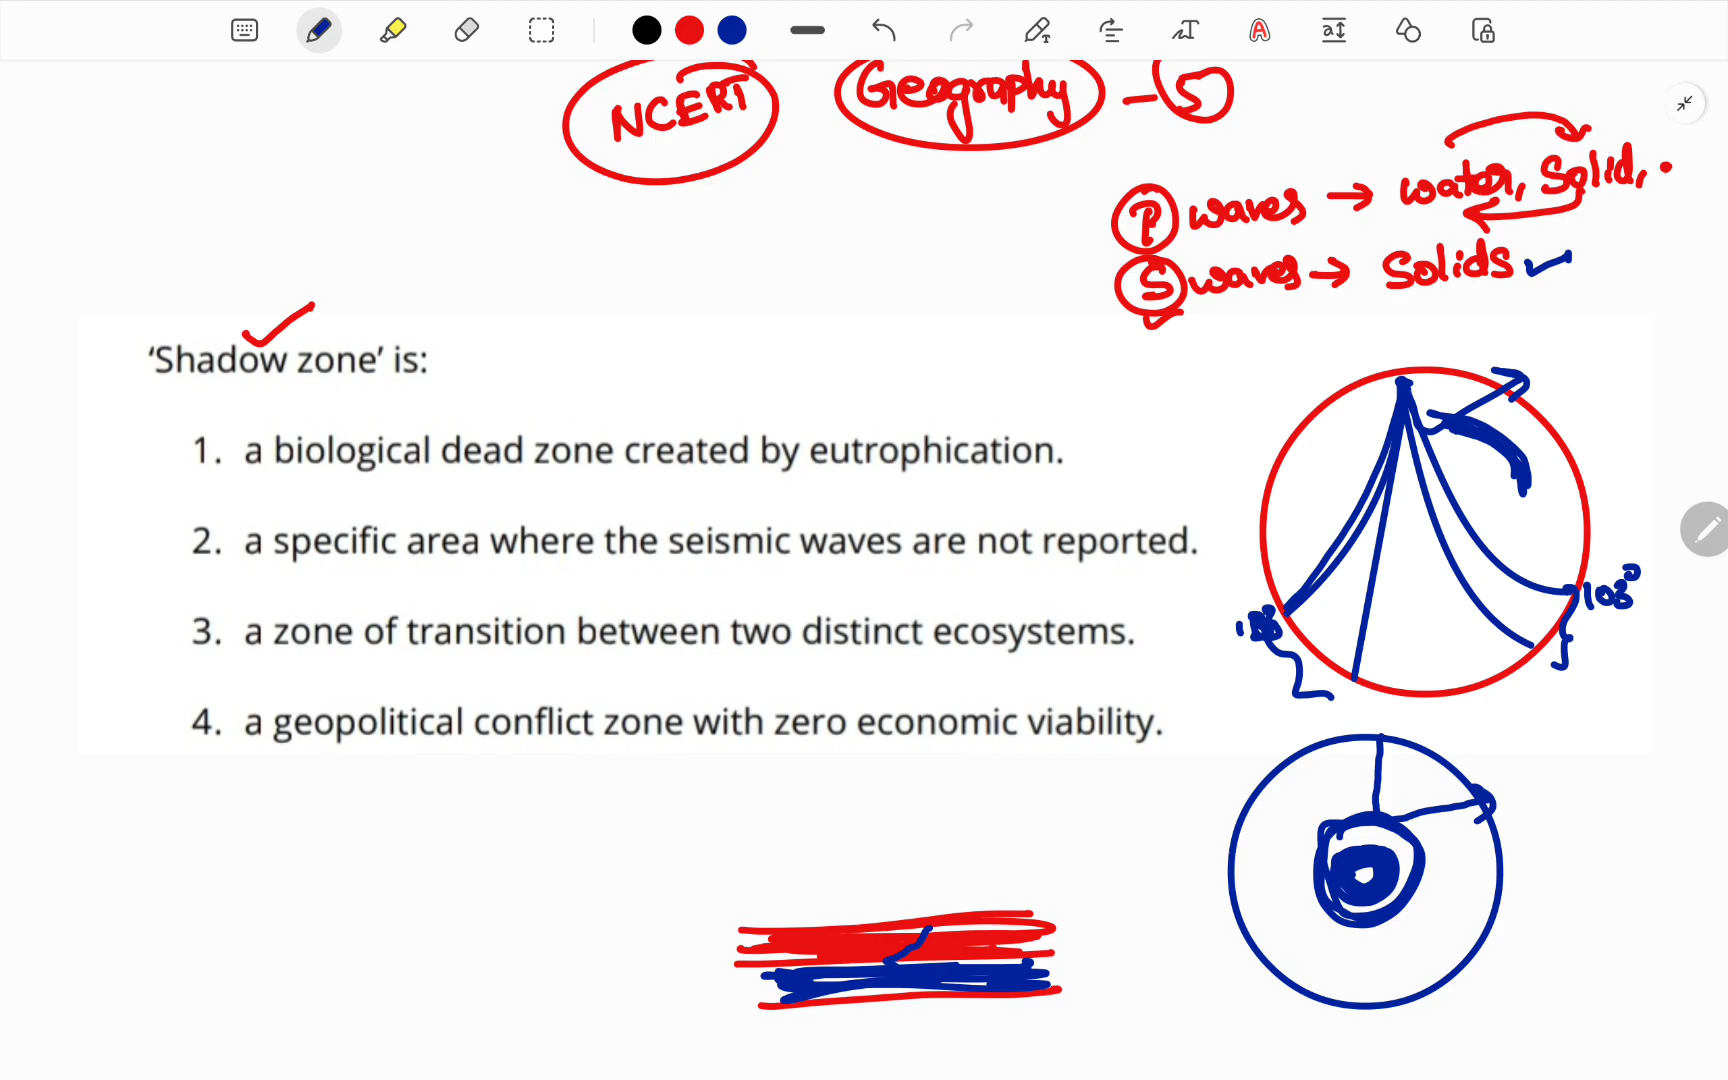 NCERT Geography - 5
P waves → water, Solid, .
S waves → Solids
‘Shadow zone’ is:
1. a biological dead zone created by eutrophication.
2. a specific area where the seismic waves are not reported.
3. a zone of transition between two distinct ecosystems.
4. a geopolitical conflict zone with zero economic viability.
103°